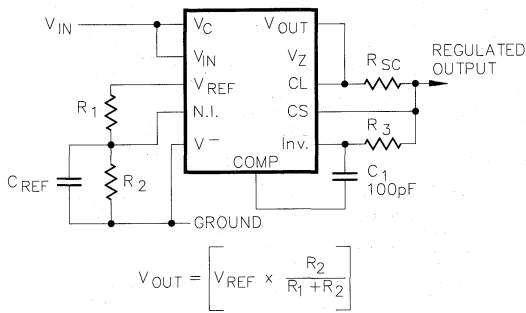 V_IN
V_C
V_IN
V_REF
N.I.
V⁻
COMP
V_OUT
V_Z
CL
CS
Inv.
R_SC
REGULATED
OUTPUT
R_1
R_2
C_REF
R_3
C_1
100pF
GROUND
V_OUT = [V_REF x R_2 / R_1+R_2]